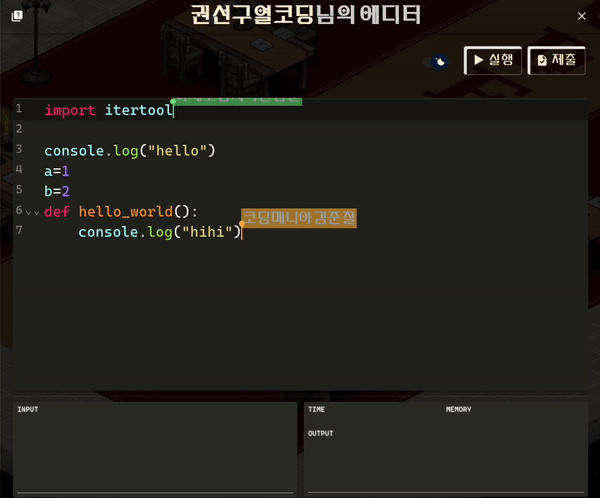 권선구열코딩님의 에디터
실행
제출
1 import itertool
2
3 console.log("hello")
4 a=1
5 b=2
6 def hello_world():
코딩매니아김준철
7 console.log("hihi")
INPUT
TIME MEMORY
OUTPUT